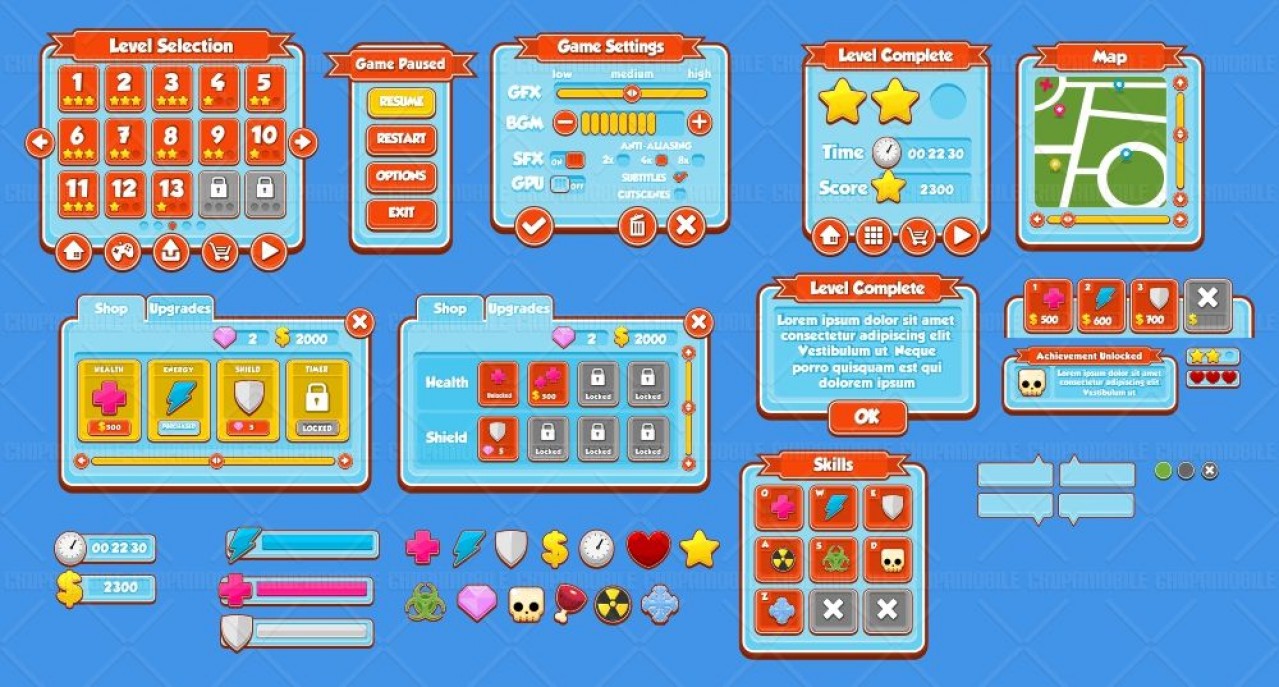 Level Selection
1 2 3 4 5
6 7 8 9 10
11 12 13
Game Paused
RESUME
RESTART
OPTIONS
EXIT
Game Settings
low medium high
GFX
BGM
ANTI-ALIASING
SFX ON 2x 4x 8x
GPU OFF SUBTITLES
CUTSCENES
Level Complete
Time 00 22 30
Score 2300
Map
Shop Upgrades
2 $ 2000
HEALTH ENERGY SHIELD TIMER
$300 PURCHASED 3 LOCKED
Shop Upgrades
2 $ 2000
Health
Unlocked $ 500 Locked Locked
Shield
3 Locked Locked Locked
Level Complete
Lorem ipsum dolor sit amet
consectetur adipiscing elit
Vestibulum ut Neque
porro quisquam est qui
dolorem ipsum
OK
1 2 3
$ 500 $ 600 $ 700 $
Achievement Unlocked
Lorem ipsum dolor sit amet
consectetur adipiscing elit
Vestibulum ut
Skills
Q W E
A S D
Z
00 22 30
$ 2300
$